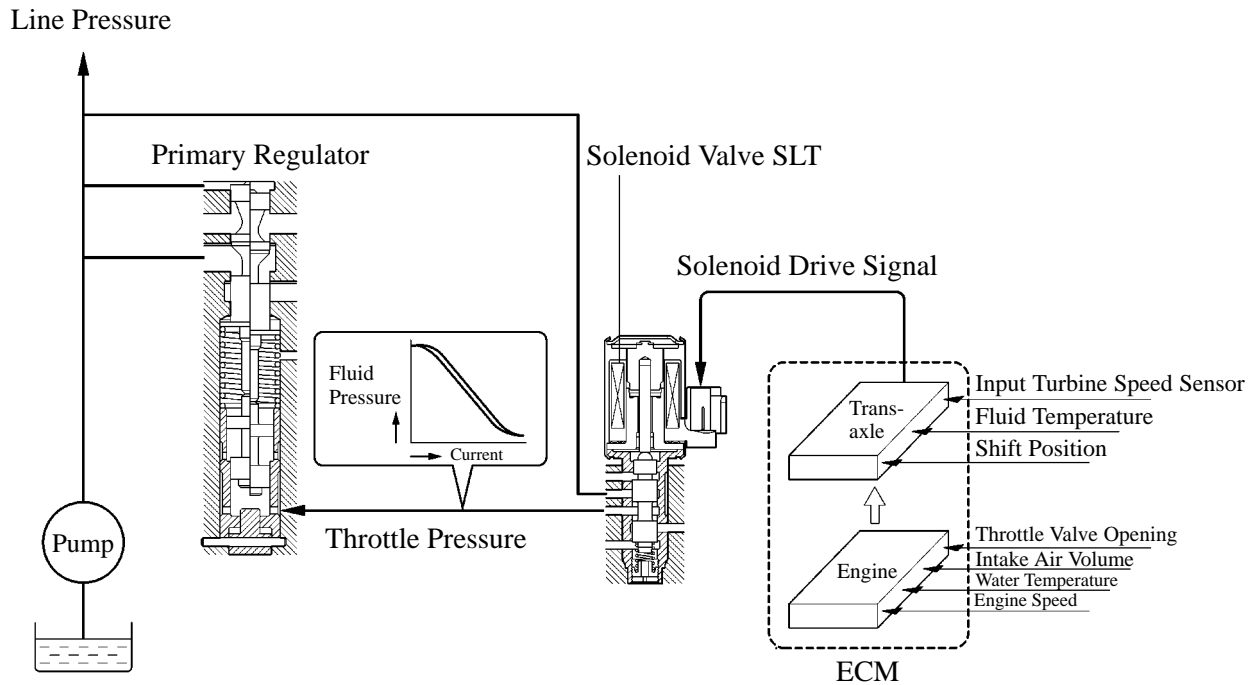 Line Pressure
Primary Regulator
Solenoid Valve SLT
Solenoid Drive Signal
Fluid
Pressure
Current
Throttle Pressure
Pump
Trans-
axle
Input Turbine Speed Sensor
Fluid Temperature
Shift Position
Engine
Throttle Valve Opening
Intake Air Volume
Water Temperature
Engine Speed
ECM